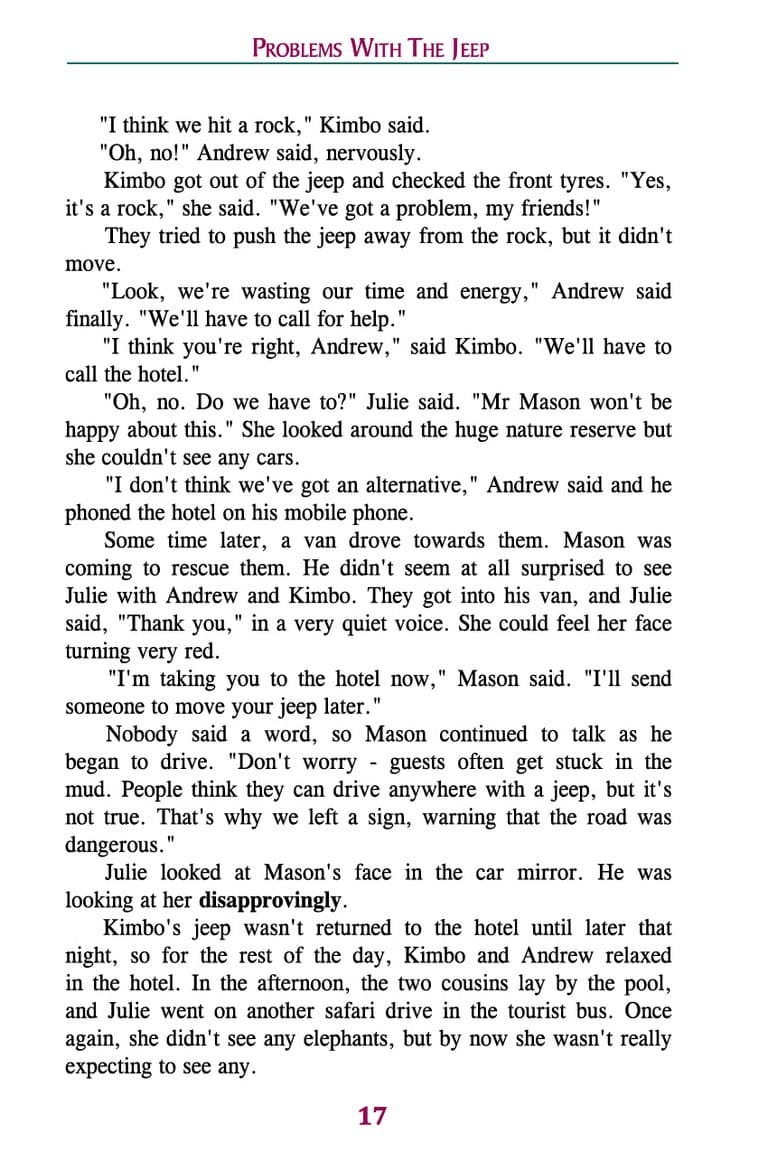 PROBLEMS WITH THE JEEP
"I think we hit a rock," Kimbo said.
"Oh, no!" Andrew said, nervously.
Kimbo got out of the jeep and checked the front tyres. "Yes,
it's a rock," she said. "We've got a problem, my friends!"
They tried to push the jeep away from the rock, but it didn't
move.
"Look, we're wasting our time and energy," Andrew said
finally. "We'll have to call for help."
"I think you're right, Andrew," said Kimbo. "We'll have to
call the hotel."
"Oh, no. Do we have to?" Julie said. "Mr Mason won't be
happy about this." She looked around the huge nature reserve but
she couldn't see any cars.
"I don't think we've got an alternative," Andrew said and he
phoned the hotel on his mobile phone.
Some time later, a van drove towards them. Mason was
coming to rescue them. He didn't seem at all surprised to see
Julie with Andrew and Kimbo. They got into his van, and Julie
said, "Thank you," in a very quiet voice. She could feel her face
turning very red.
"I'm taking you to the hotel now," Mason said. "I'll send
someone to move your jeep later."
Nobody said a word, so Mason continued to talk as he
began to drive. "Don't worry - guests often get stuck in the
mud. People think they can drive anywhere with a jeep, but it's
not true. That's why we left a sign, warning that the road was
dangerous."
Julie looked at Mason's face in the car mirror. He was
looking at her disapprovingly.
Kimbo's jeep wasn't returned to the hotel until later that
night, so for the rest of the day, Kimbo and Andrew relaxed
in the hotel. In the afternoon, the two cousins lay by the pool,
and Julie went on another safari drive in the tourist bus. Once
again, she didn't see any elephants, but by now she wasn't really
expecting to see any.
17